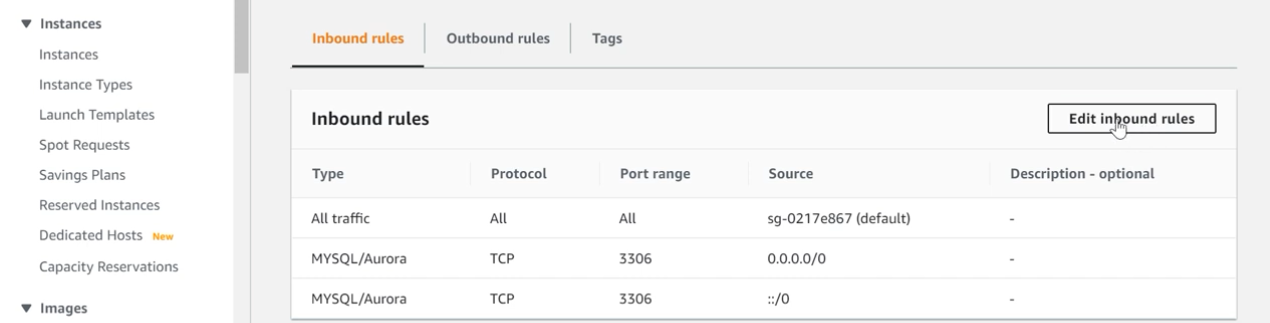 Instances
Instances
Instance Types
Launch Templates
Spot Requests
Savings Plans
Reserved Instances
Dedicated Hosts New
Capacity Reservations
Images
Inbound rules Outbound rules Tags
Inbound rules Edit inbound rules
Type Protocol Port range Source Description - optional
All traffic All All sg-0217e867 (default) -
MYSQL/Aurora TCP 3306 0.0.0.0/0 -
MYSQL/Aurora TCP 3306 ::/0 -